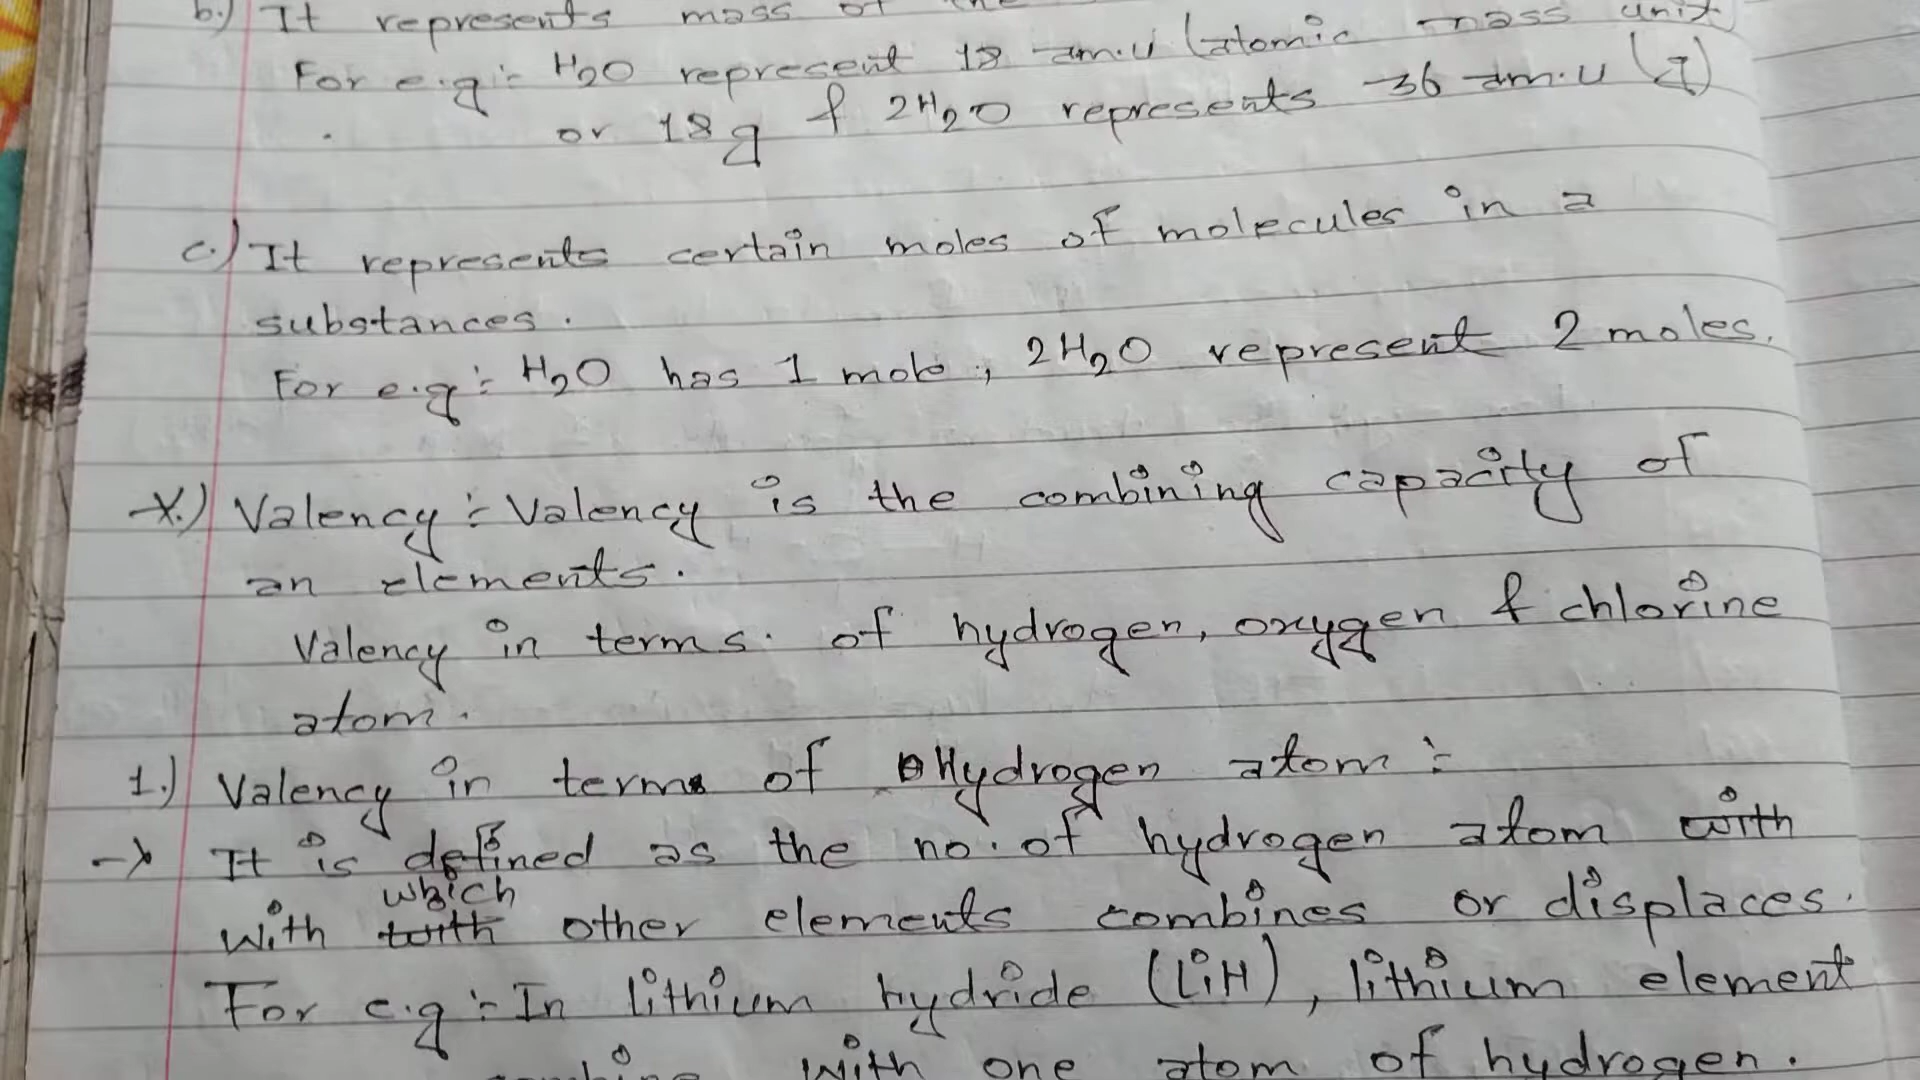 b.) It represents mass of the
For e.g :- H2O represent 18 am.u (atomic mass unit)
or 18g & 2H2O represents 36 am.u (g)
c.) It represents certain moles of molecules in a
substances.
For e.g :- H2O has 1 mole, 2H2O represent 2 moles.
X.) Valency :- Valency is the combining capacity of
an elements.
Valency in terms. of hydrogen, oxygen & chlorine
atom.
1.) Valency in terms of Hydrogen atom :-
-> It is defined as the no. of hydrogen atom
with which other elements combines or displaces.
For e.g :- In lithium hydride (LiH), lithium element
combine with one atom of hydrogen.